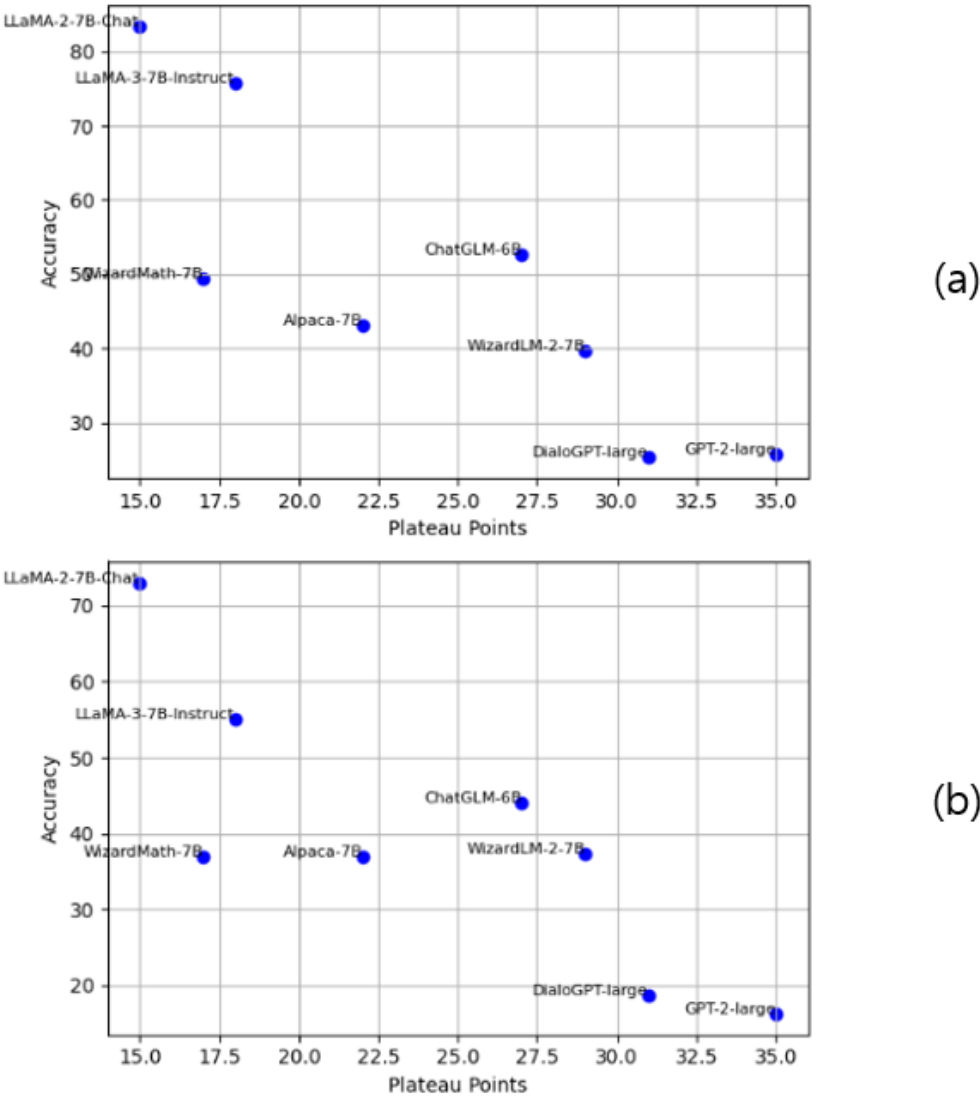 LLaMA-2-7B-Chat
80
LLaMA-3-7B-Instruct
70
60
Accuracy
ChatGLM-6B
50
WizardMath-7B
(a)
Alpaca-7B
WizardLM-2-7B
40
30
DialoGPT-large
GPT-2-large
15.0 17.5 20.0 22.5 25.0 27.5 30.0 32.5 35.0
Plateau Points
LLaMA-2-7B-Chat
70
60
LLaMA-3-7B-Instruct
50
Accuracy
ChatGLM-6B
(b)
40
WizardMath-7B
Alpaca-7B
WizardLM-2-7B
30
20
DialoGPT-large
GPT-2-large
15.0 17.5 20.0 22.5 25.0 27.5 30.0 32.5 35.0
Plateau Points